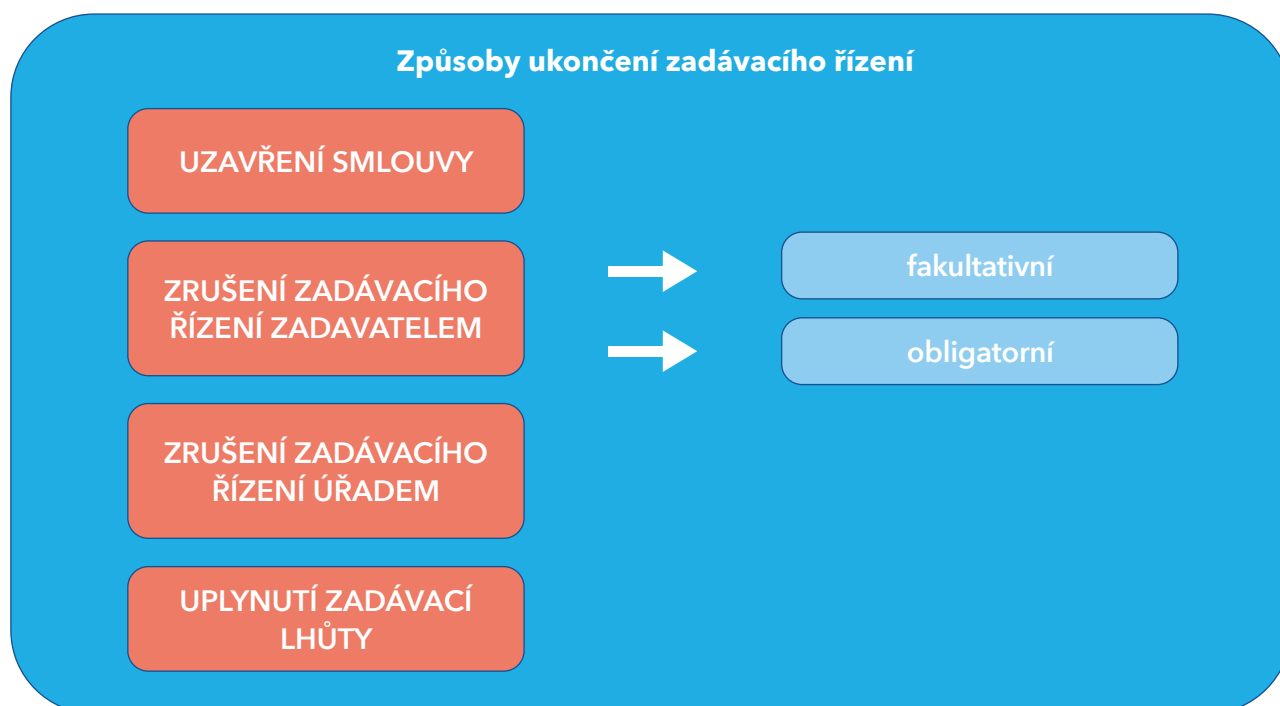 Způsoby ukončení zadávacího řízení
UZAVŘENÍ SMLOUVY
ZRUŠENÍ ZADÁVACÍHO
ŘÍZENÍ ZADAVATELEM
fakultativní
obligatorní
ZRUŠENÍ ZADÁVACÍHO
ŘÍZENÍ ÚŘADEM
UPLYNUTÍ ZADÁVACÍ
LHŮTY